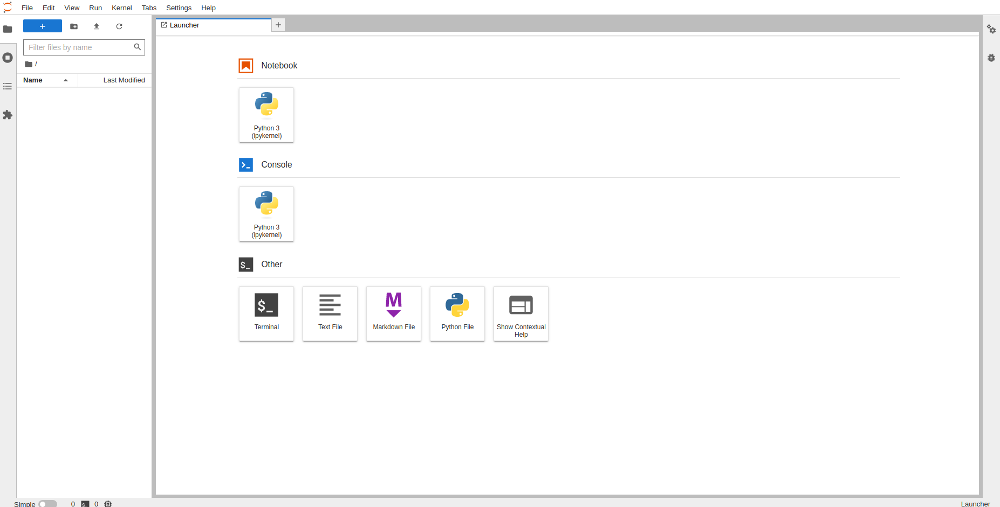 File Edit View Run Kernel Tabs Settings Help
Launcher
Filter files by name
/
Name Last Modified
Notebook
Python 3
(ipykernel)
Console
Python 3
(ipykernel)
$_ Other
$_
Terminal
Text File
M
Markdown File
Python File
Show Contextual
Help
Simple 0 $_ 0 Launcher